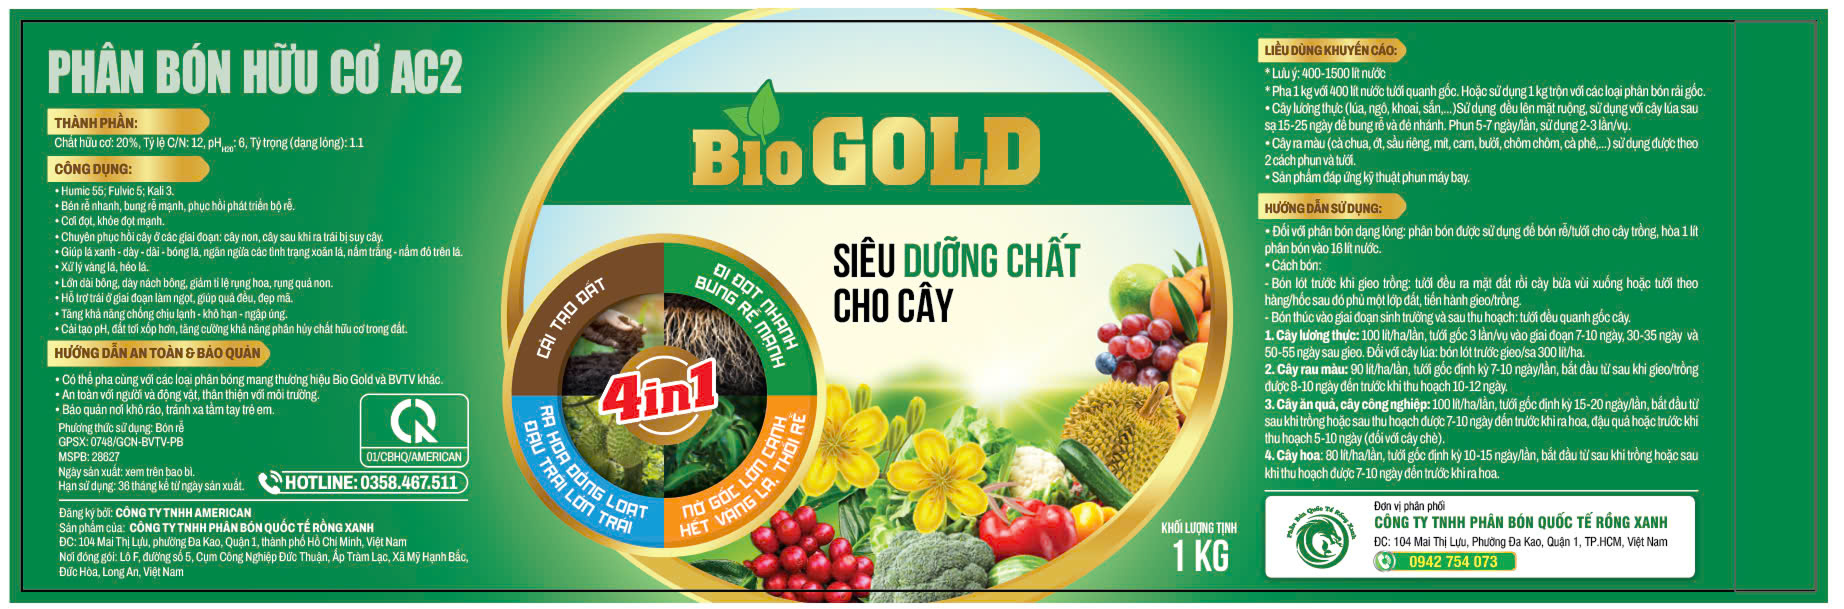 PHÂN BÓN HỮU CƠ AC2
THÀNH PHẦN:
Chất hữu cơ: 20%, Tỷ lệ C/N: 12, pHH20: 6, Tỷ trọng (dạng lỏng): 1.1
CÔNG DỤNG:
• Humic 55; Fulvic 5; Kali 3.
• Bén rễ nhanh, bung rễ mạnh, phục hồi phát triển bộ rễ.
• Cơi đọt, khỏe đọt mạnh.
• Chuyên phục hồi cây ở các giai đoạn: cây non, cây sau khi ra trái bị suy cây.
• Giúp lá xanh - dày - dài - bóng lá, ngăn ngừa các tình trạng xoăn lá, nấm trắng - nấm đỏ trên lá.
• Xử lý vàng lá, héo lá.
• Lớn dài bông, dày nách bông, giảm tỉ lệ rụng hoa, rụng quả non.
• Hỗ trợ trái ở giai đoạn làm ngọt, giúp quả đều, đẹp mã.
• Tăng khả năng chống chịu lạnh - khô hạn - ngập úng.
• Cải tạo pH, đất tơi xốp hơn, tăng cường khả năng phân hủy chất hữu cơ trong đất.
HƯỚNG DẪN AN TOÀN & BẢO QUẢN
• Có thể pha cùng với các loại phân bóng mang thương hiệu Bio Gold và BVTV khác.
• An toàn với người và động vật, thân thiện với môi trường.
• Bảo quản nơi khô ráo, tránh xa tầm tay trẻ em.
Phương thức sử dụng: Bón rễ
GPSX: 0748/GCN-BVTV-PB
MSPB: 28627
Ngày sản xuất: xem trên bao bì.
Hạn sử dụng: 36 tháng kể từ ngày sản xuất.
01/CBHQ/AMERICAN
HOTLINE: 0358.467.511
Đăng ký bởi: CÔNG TY TNHH AMERICAN
Sản phẩm của: CÔNG TY TNHH PHÂN BÓN QUỐC TẾ RỒNG XANH
ĐC: 104 Mai Thị Lựu, phường Đa Kao, Quận 1, thành phố Hồ Chí Minh, Việt Nam
Nơi đóng gói: Lô F, đường số 5, Cụm Công Nghiệp Đức Thuận, Ấp Tràm Lạc, Xã Mỹ Hạnh Bắc,
Đức Hòa, Long An, Việt Nam
Bio GOLD
SIÊU DƯỠNG CHẤT
CHO CÂY
CẢI TẠO ĐẤT
ĐI ĐỌT NHANH
BUNG RỄ MẠNH
4in1
RA HOA ĐỒNG LOẠT
ĐẬU TRÁI LỚN TRÁI
NỞ GỐC LỚN CÀNH
HẾT VÀNG LÁ, THỐI RỄ
KHỐI LƯỢNG TỊNH
1 KG
LIỀU DÙNG KHUYẾN CÁO:
* Lưu ý: 400-1500 lít nước
* Pha 1 kg với 400 lít nước tưới quanh gốc. Hoặc sử dụng 1 kg trộn với các loại phân bón rải gốc.
• Cây lương thực (lúa, ngô, khoai, sắn,...)Sử dụng đều lên mặt ruộng, sử dụng với cây lúa sau
sạ 15-25 ngày để bung rễ và đẻ nhánh. Phun 5-7 ngày/lần, sử dụng 2-3 lần/vụ.
• Cây ra màu (cà chua, ớt, sầu riêng, mít, cam, bưởi, chôm chôm, cà phê,...) sử dụng được theo
2 cách phun và tưới.
• Sản phẩm đáp ứng kỹ thuật phun máy bay.
HƯỚNG DẪN SỬ DỤNG:
• Đối với phân bón dạng lỏng: phân bón được sử dụng để bón rễ/tưới cho cây trồng, hòa 1 lít
phân bón vào 16 lít nước.
• Cách bón:
- Bón lót trước khi gieo trồng: tưới đều ra mặt đất rồi cày bừa vùi xuống hoặc tưới theo
hàng/hốc sau đó phủ một lớp đất, tiến hành gieo/trồng.
- Bón thúc vào giai đoạn sinh trưởng và sau thu hoạch: tưới đều quanh gốc cây.
1. Cây lương thực: 100 lít/ha/lần, tưới gốc 3 lần/vụ vào giai đoạn 7-10 ngày, 30-35 ngày và
50-55 ngày sau gieo. Đối với cây lúa: bón lót trước gieo/sa 300 lít/ha.
2. Cây rau màu: 90 lít/ha/lần, tưới gốc định kỳ 7-10 ngày/lần, bắt đầu từ sau khi gieo/trồng
được 8-10 ngày đến trước khi thu hoạch 10-12 ngày.
3. Cây ăn quả, cây công nghiệp: 100 lít/ha/lần, tưới gốc định kỳ 15-20 ngày/lần, bắt đầu từ
sau khi trồng hoặc sau thu hoạch được 7-10 ngày đến trước khi ra hoa, đậu quả hoặc trước khi
thu hoạch 5-10 ngày (đối với cây chè).
4. Cây hoa: 80 lít/ha/lần, tưới gốc định kỳ 10-15 ngày/lần, bắt đầu từ sau khi trồng hoặc sau
khi thu hoạch được 7-10 ngày đến trước khi ra hoa.
Phân Bón Quốc Tế Rồng Xanh
Đơn vị phân phối
CÔNG TY TNHH PHÂN BÓN QUỐC TẾ RỒNG XANH
ĐC: 104 Mai Thị Lựu, Phường Đa Kao, Quận 1, TP.HCM, Việt Nam
0942 754 073